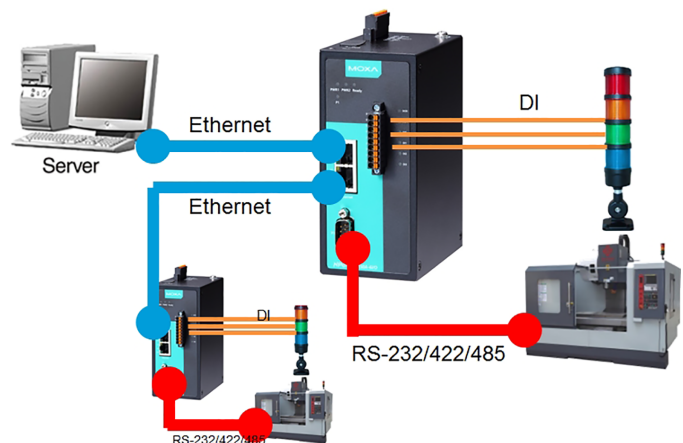 MOXA
Ethernet
DI
Server
Ethernet
MOXA
DI
RS-232/422/485
RS-232/422/485